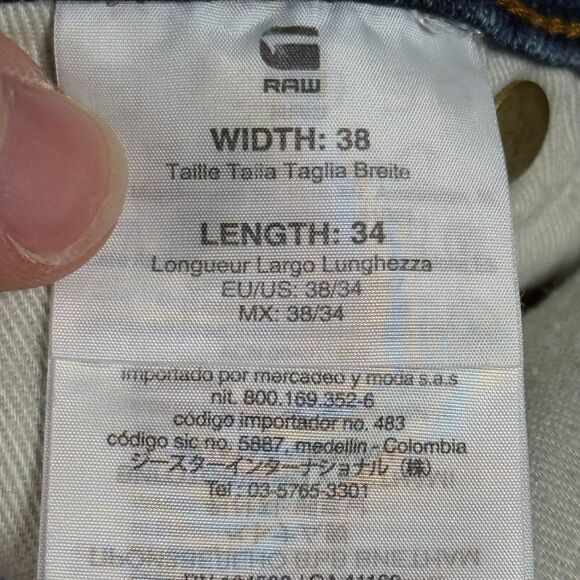 RAW
WIDTH: 38
Taille Talla Taglia Breite
LENGTH: 34
Longueur Largo Lunghezza
EU/US: 38/34
MX: 38/34
importado por mercadeo y moda s.a.s
nit. 800.169.352-6
código importador no. 483
código sic no. 5887, medellin - Colombia
ジースターインターナショナル (株)
Tel : 03-5765-3301